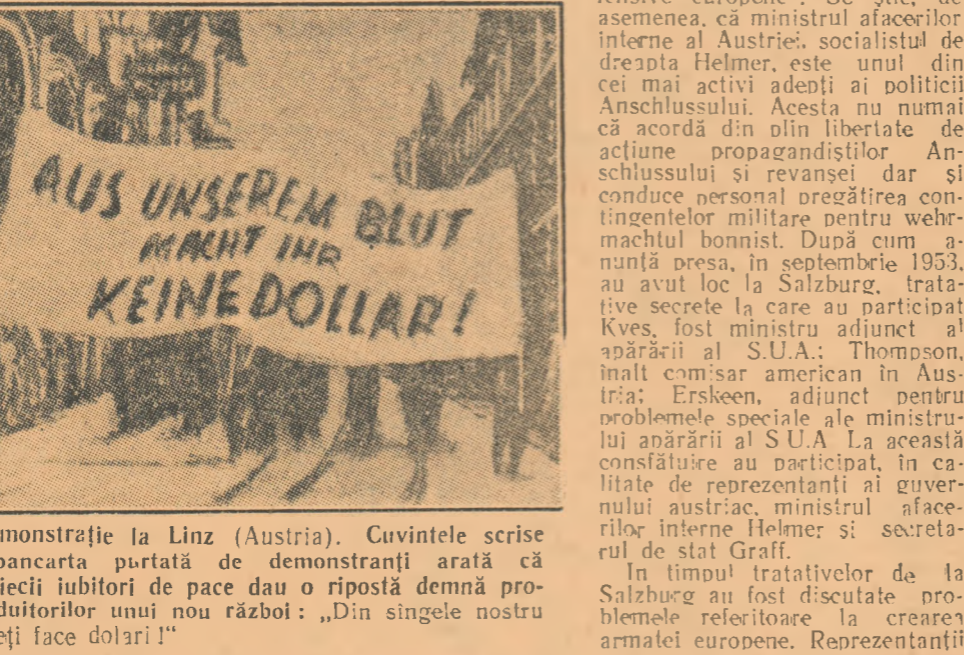 AUS UNSEREM BLUT
MACHT IHR
KEINE DOLLAR!
monstrație la Linz (Austria). Cuvintele scrise
pancarta purtată de demonstranți arată că
iecii iubitori de pace dau o ripostă demnă pro-
duitorilor unui nou război: „Din sîngele nostru
eți face dolari!“
asemenea, că ministrul afacerilor
interne al Austriei, socialistul de
dreapta Helmer, este unul din
cei mai activi adepți ai politicii
Anschlussului. Acesta nu numai
că acordă din plin libertate de
acțiune propagandiștilor An-
schlussului și revanșei dar și
conduce personal pregătirea con-
tingentelor militare pentru wehr-
machtul bonnist. După cum a-
nunță presa, în septembrie 1953,
au avut loc la Salzburg, trata-
tive secrete la care au participat
Kves, fost ministru adjunct al
apărării al S.U.A.; Thompson,
înalt comisar american în Aus-
tria; Erskeen, adjunct pentru
problemele speciale ale ministru-
lui apărării al S U.A La această
consfătuire au participat, în ca-
litate de reprezentanți ai guver-
nului austriac, ministrul aface-
rilor interne Helmer și secreta-
rul de stat Graff.
In timpul tratativelor de la
Salzburg au fost discutate pro-
blemele referitoare la crearea
armatei europene. Reprezentanții